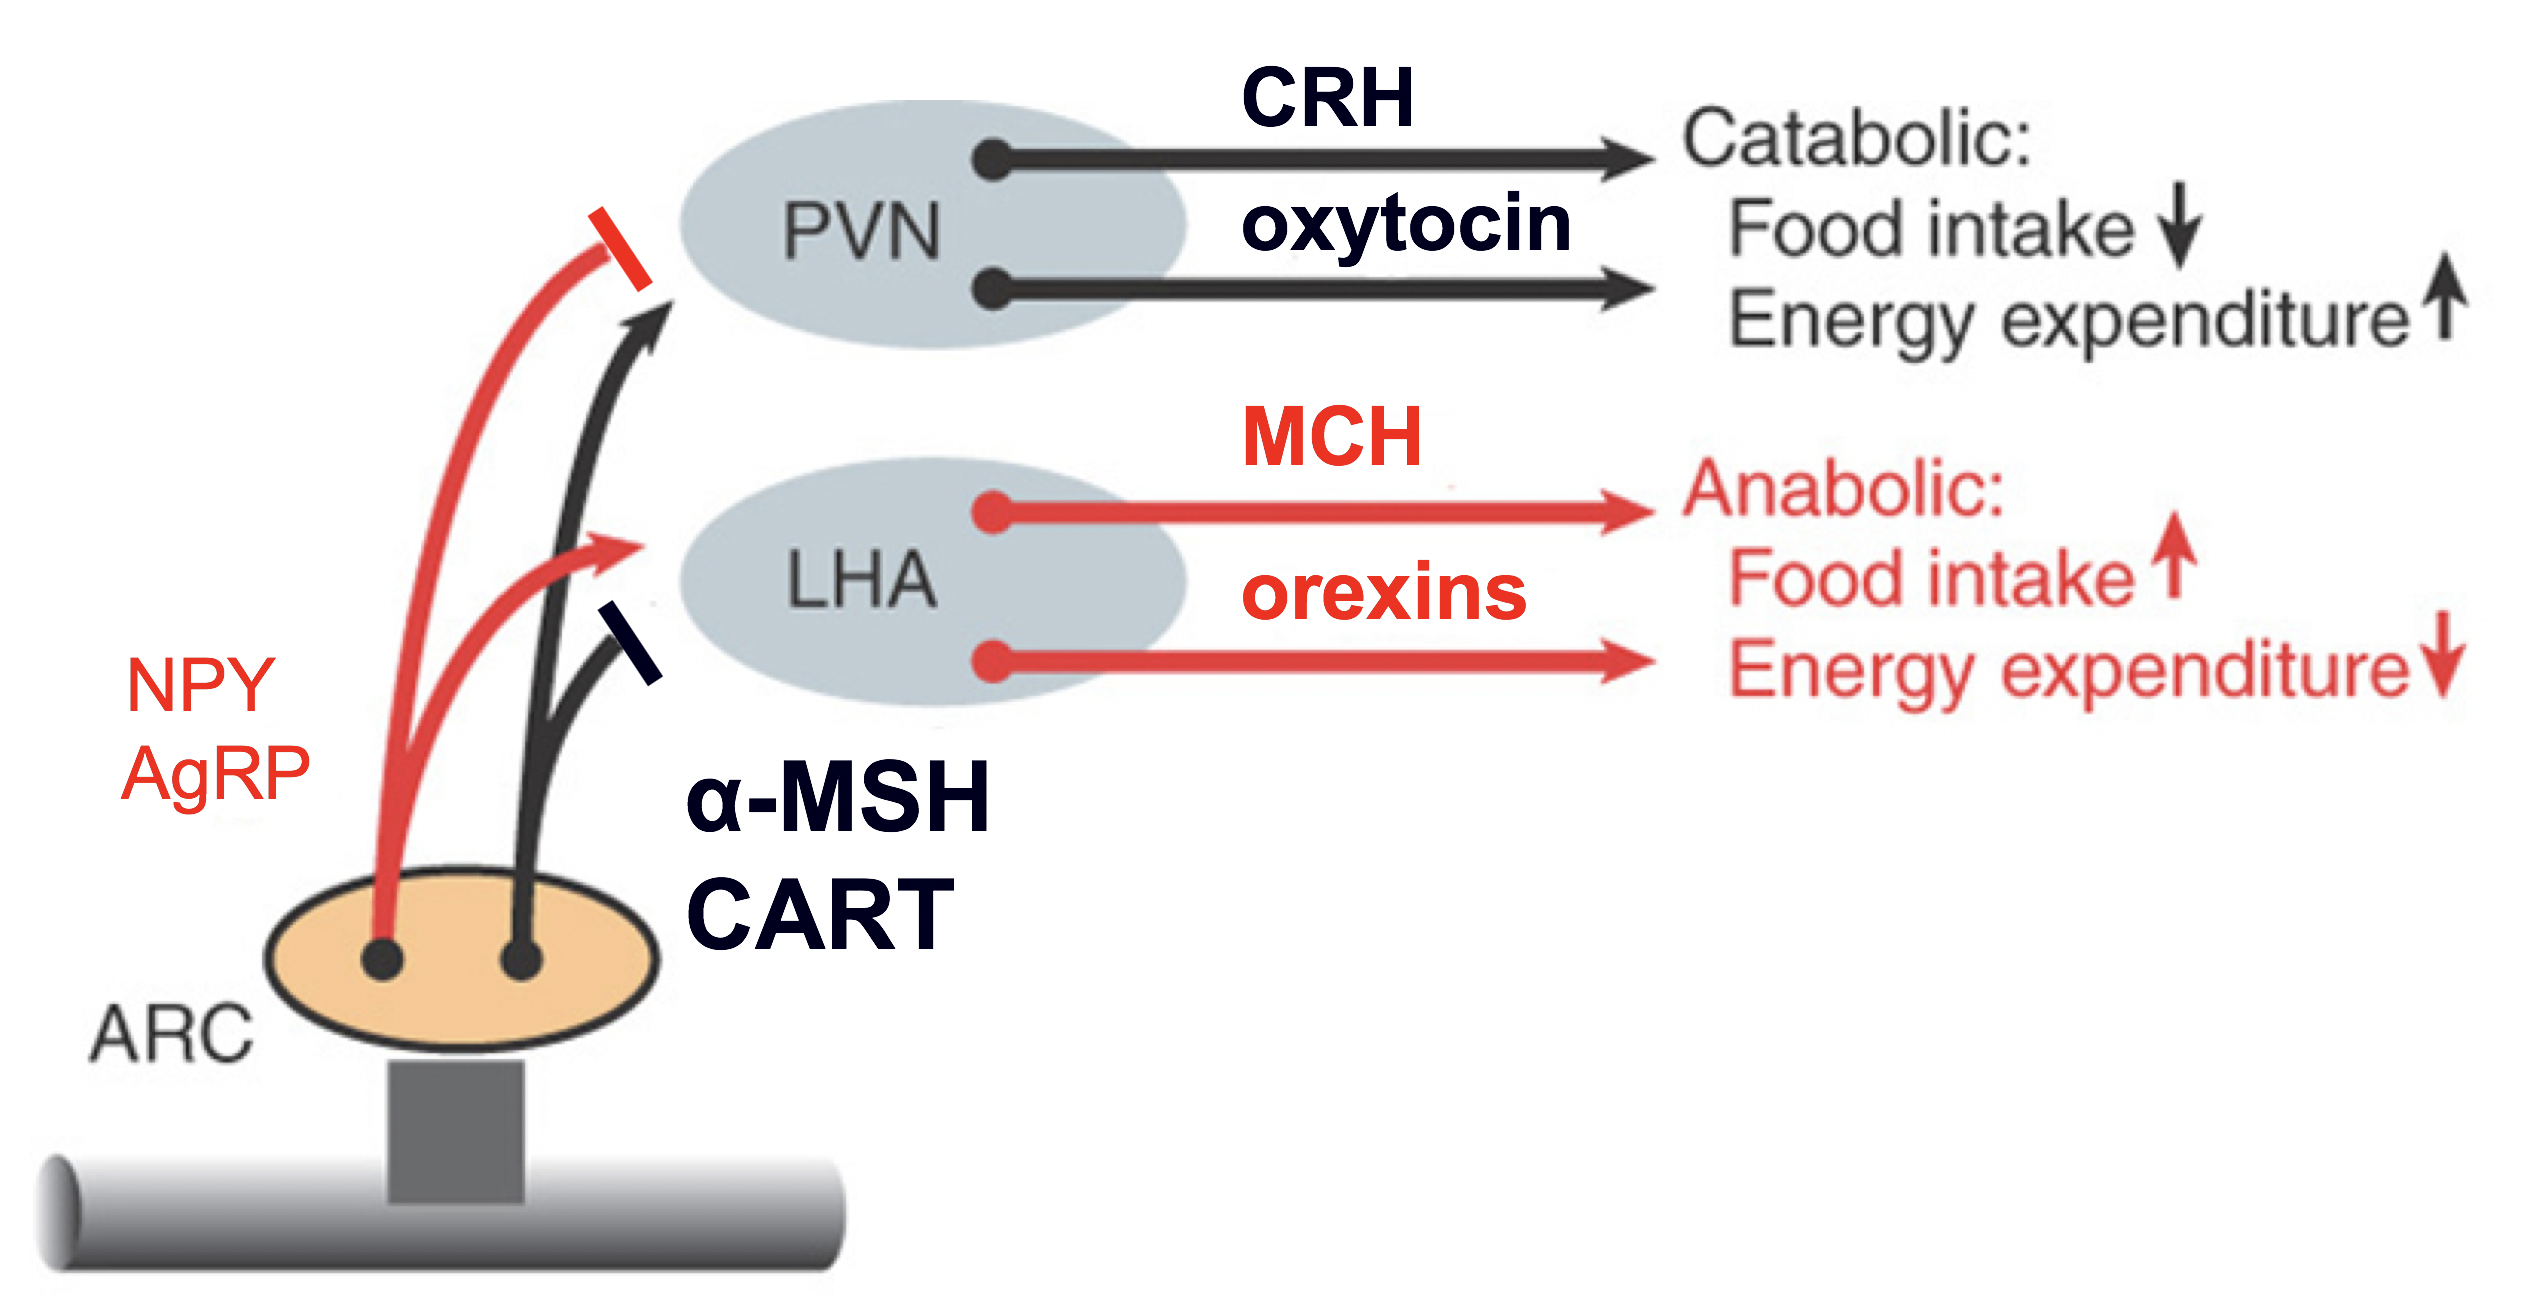 CRH
oxytocin
Catabolic:
Food intake
Energy expenditure
PVN
MCH
orexins
Anabolic:
Food intake
Energy expenditure
LHA
NPY
AgRP
α-MSH
CART
ARC